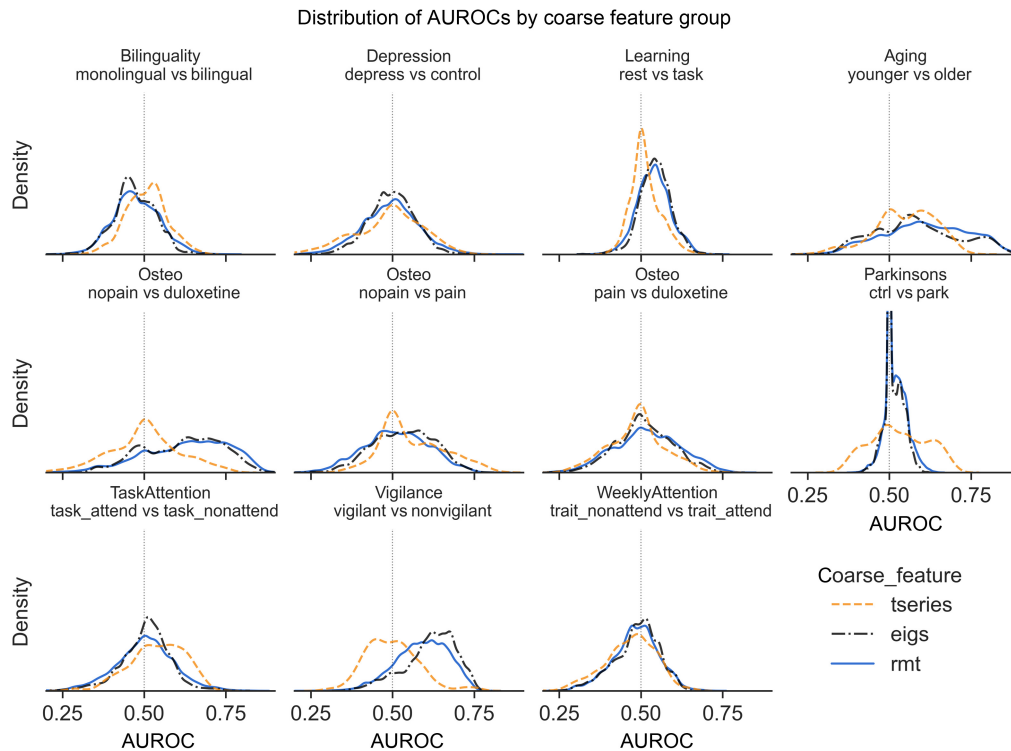 Distribution of AUROCs by coarse feature group
Bilinguality
monolingual vs bilingual
Depression
depress vs control
Learning
rest vs task
Aging
younger vs older
Density
Osteo
nopain vs duloxetine
Osteo
nopain vs pain
Osteo
pain vs duloxetine
Parkinsons
ctrl vs park
Density
0.25 0.50 0.75
AUROC
TaskAttention
task_attend vs task_nonattend
Vigilance
vigilant vs nonvigilant
WeeklyAttention
trait_nonattend vs trait_attend
Density
0.25 0.50 0.75
AUROC
0.25 0.50 0.75
AUROC
0.25 0.50 0.75
AUROC
Coarse_feature
tseries
eigs
rmt